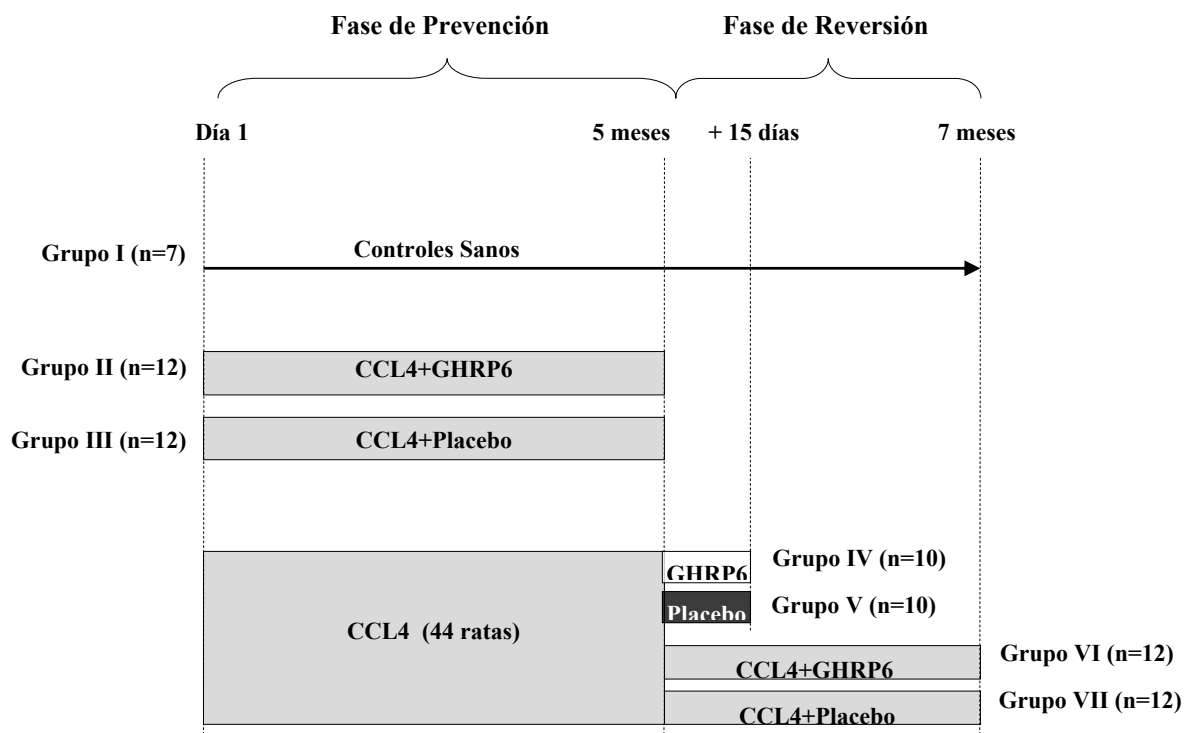 Fase de Prevención Fase de Reversión
Día 1 5 meses + 15 días 7 meses
Grupo I (n=7) Controles Sanos
Grupo II (n=12) CCL4+GHRP6
Grupo III (n=12) CCL4+Placebo
GHRP6 Grupo IV (n=10)
Placebo Grupo V (n=10)
CCL4 (44 ratas)
CCL4+GHRP6 Grupo VI (n=12)
CCL4+Placebo Grupo VII (n=12)